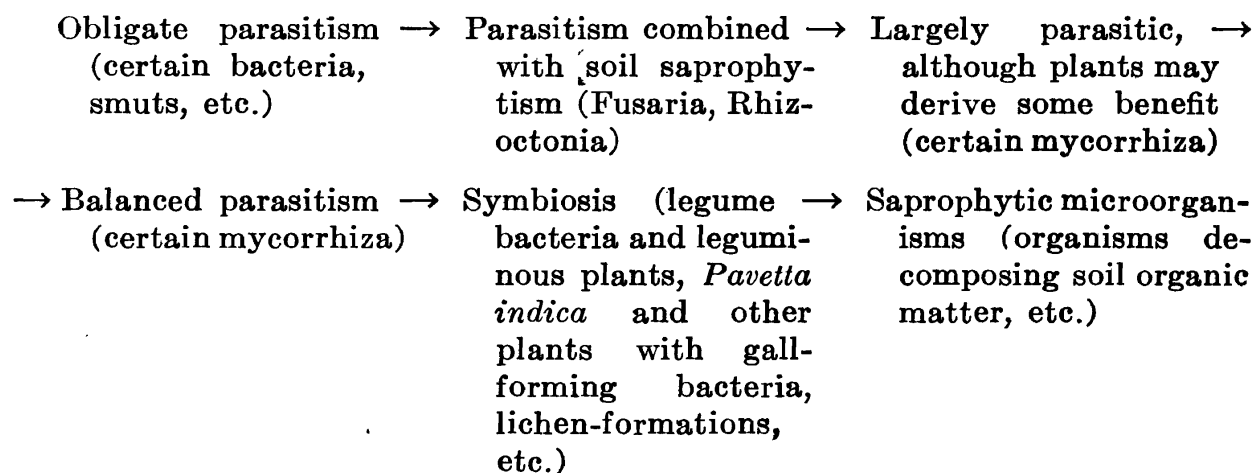 Obligate parasitism → Parasitism combined → Largely parasitic, →
(certain bacteria, with soil saprophy- although plants may
smuts, etc.) tism (Fusaria, Rhiz- derive some benefit
octonia) (certain mycorrhiza)
→ Balanced parasitism → Symbiosis (legume → Saprophytic microorgan-
(certain mycorrhiza) bacteria and legumi- isms (organisms de-
nous plants, Pavetta composing soil organic
indica and other matter, etc.)
plants with gall-
forming bacteria,
lichen-formations,
etc.)